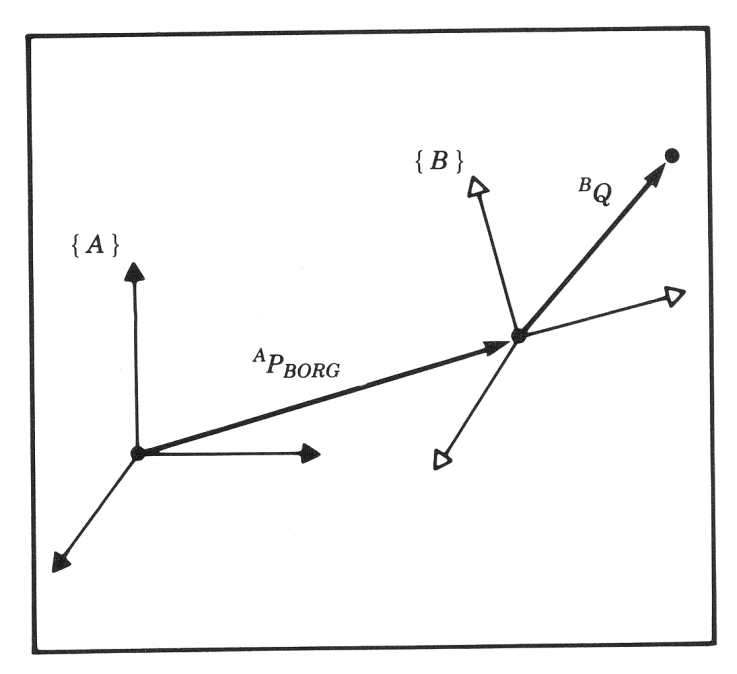 { B }
ᴮQ
{ A }
ᴬP_BORG